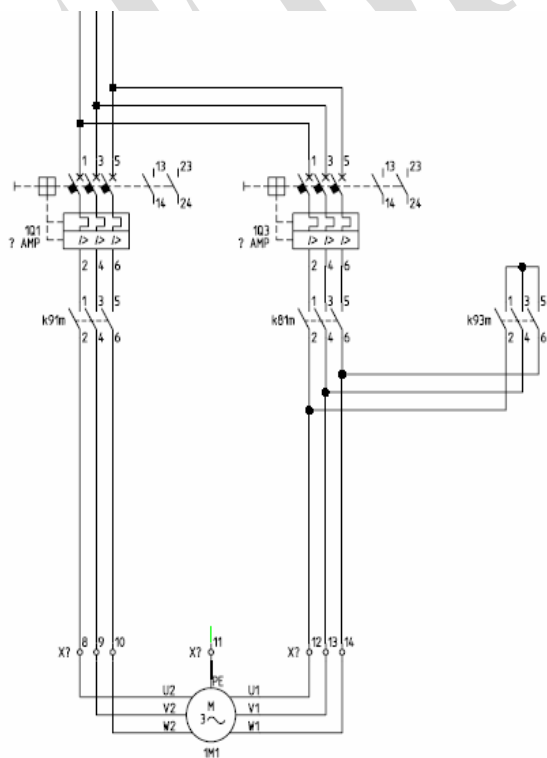 1 3 5 13 23
14 24
1Q1
? AMP
I> I> I>
2 4 6
1 3 5 13 23
14 24
1Q3
? AMP
I> I> I>
2 4 6
k91m 1 3 5
2 4 6
k81m 1 3 5
2 4 6
k93m 1 3 5
2 4 6
X? 8 9 10
X? 11
X? 12 13 14
PE
U2 U1
V2 M V1
3
W2 W1
1M1